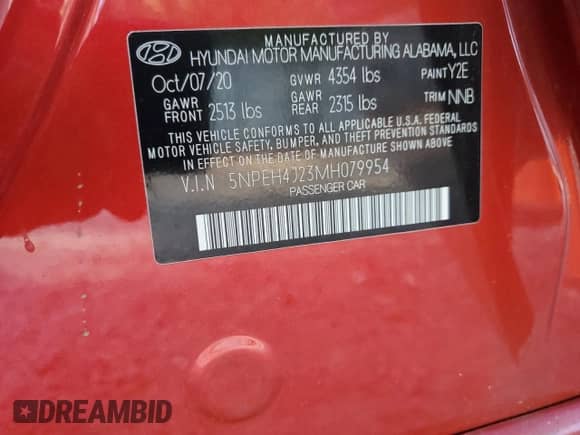 MANUFACTURED BY
HYUNDAI MOTOR MANUFACTURING ALABAMA, LLC
Oct/07/20 GVWR 4354 lbs PAINT Y2E
GAWR FRONT 2513 lbs GAWR REAR 2315 lbs TRIM NNB
THIS VEHICLE CONFORMS TO ALL APPLICABLE U.S.A. FEDERAL
MOTOR VEHICLE SAFETY, BUMPER, AND THEFT PREVENTION STANDARDS
IN EFFECT ON THE DATE OF MANUFACTURE SHOWN ABOVE.
V.I.N 5NPEH4J23MH079954
PASSENGER CAR
DREAMBID